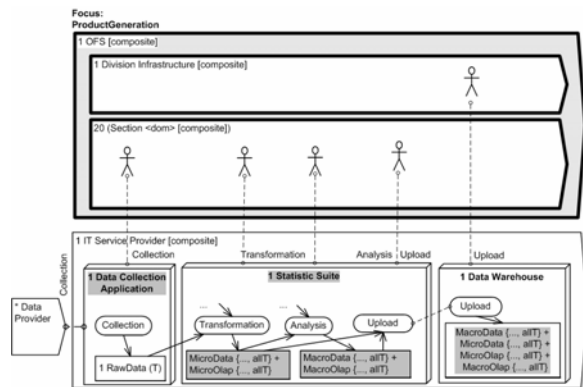 Focus:
ProductGeneration
1 OFS [composite]
1 Division Infrastructure [composite]
20 (Section <dom> [composite])
1 IT Service Provider [composite]
Collection
Transformation
Analysis
Upload
Upload
Collection
* Data
Provider
1 Data Collection
Application
Collection
1 RawData (T)
1 Statistic Suite
...
...
Transformation
Analysis
Upload
MicroData {..., allT} +
MicroOlap {..., allT}
MacroData {..., allT} +
MacroOlap {..., allT}
1 Data Warehouse
Upload
MacroData {..., allT} +
MicroData {..., allT} +
MicroOlap {..., allT} +
MacroOlap {..., allT}